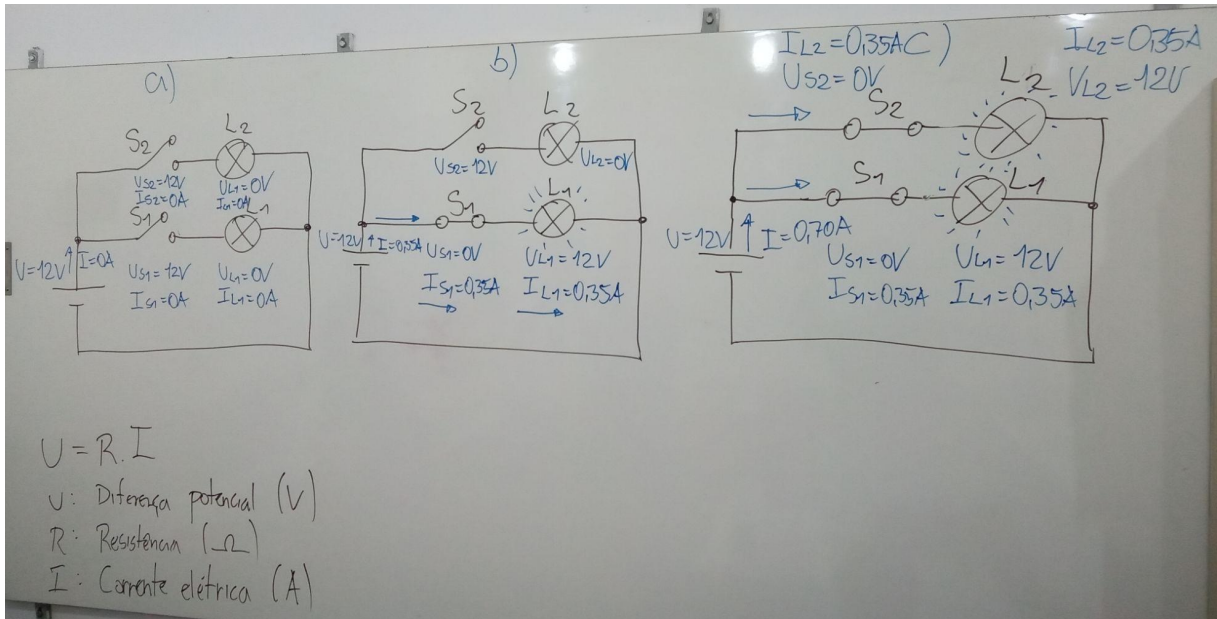 a)
S2
L2
US2=12V
IS2=0A
UL1=0V
IL1=0A
S1
L1
U=12V
I=0A
US1=12V
IS1=0A
UL1=0V
IL1=0A
b)
S2
L2
US2=12V
UL2=0V
S1
L1
U=12V
I=0,35A
US1=0V
IS1=0,35A
UL1=12V
IL1=0,35A
C)
IL2=0,35A
US2=0V
IL2=0,35A
VL2=12V
S2
L2
S1
L1
U=12V
I=0,70A
US1=0V
IS1=0,35A
UL1=12V
IL1=0,35A
U=R.I
U: Diferença potencial (V)
R: Resistência (Ω)
I: Corrente elétrica (A)